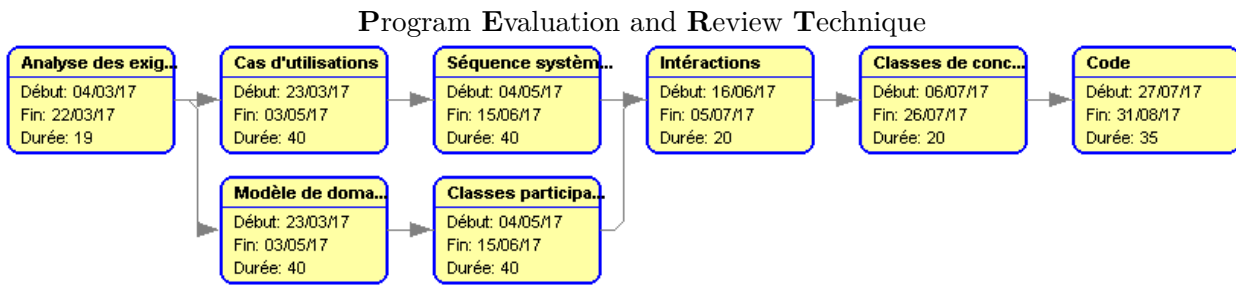 Program Evaluation and Review Technique
Analyse des exig...
Début: 04/03/17
Fin: 22/03/17
Durée: 19
Cas d'utilisations
Début: 23/03/17
Fin: 03/05/17
Durée: 40
Séquence systèm...
Début: 04/05/17
Fin: 15/06/17
Durée: 40
Intéractions
Début: 16/06/17
Fin: 05/07/17
Durée: 20
Classes de conc...
Début: 06/07/17
Fin: 26/07/17
Durée: 20
Code
Début: 27/07/17
Fin: 31/08/17
Durée: 35
Modèle de doma...
Début: 23/03/17
Fin: 03/05/17
Durée: 40
Classes participa...
Début: 04/05/17
Fin: 15/06/17
Durée: 40